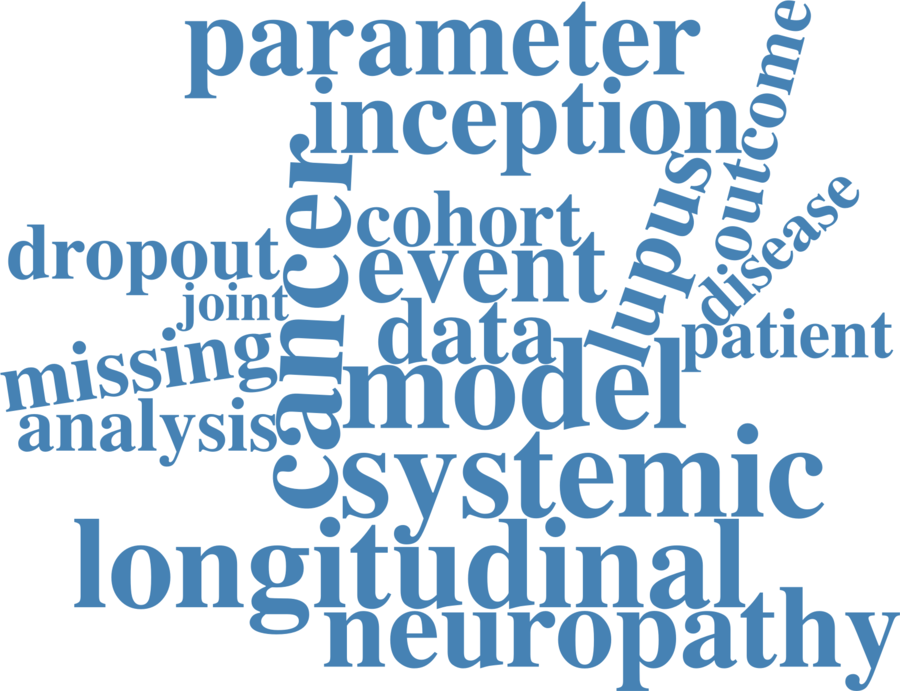 parameter
inception
outcome
cancer
lupus
disease
cohort
dropout
event
joint
data
patient
missing
model
analysis
systemic
longitudinal
neuropathy